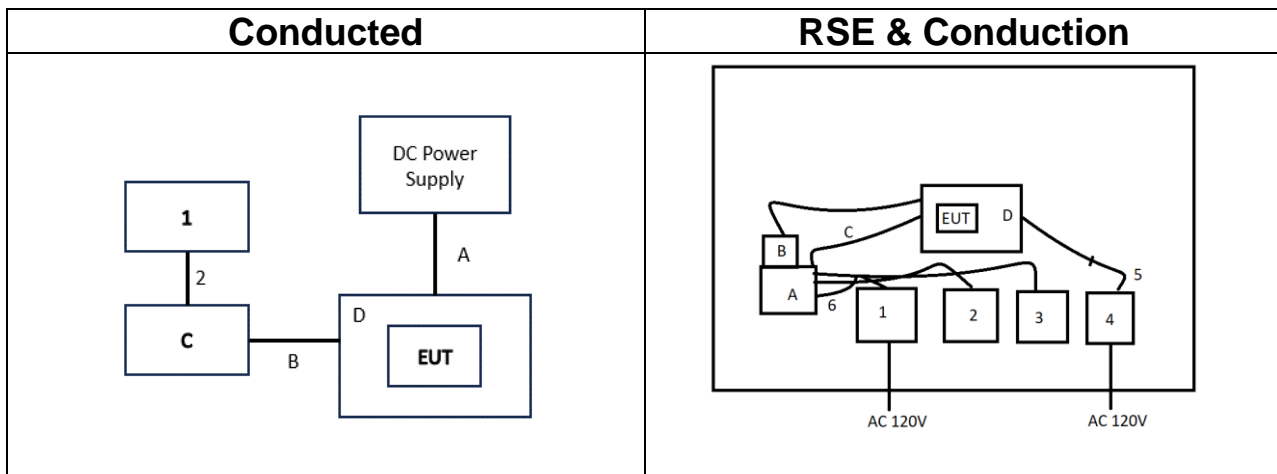 Conducted
RSE & Conduction
DC Power
Supply
1
A
2
C
B
D
EUT
EUT
D
C
B
A
6
1
2
3
4
5
AC 120V
AC 120V